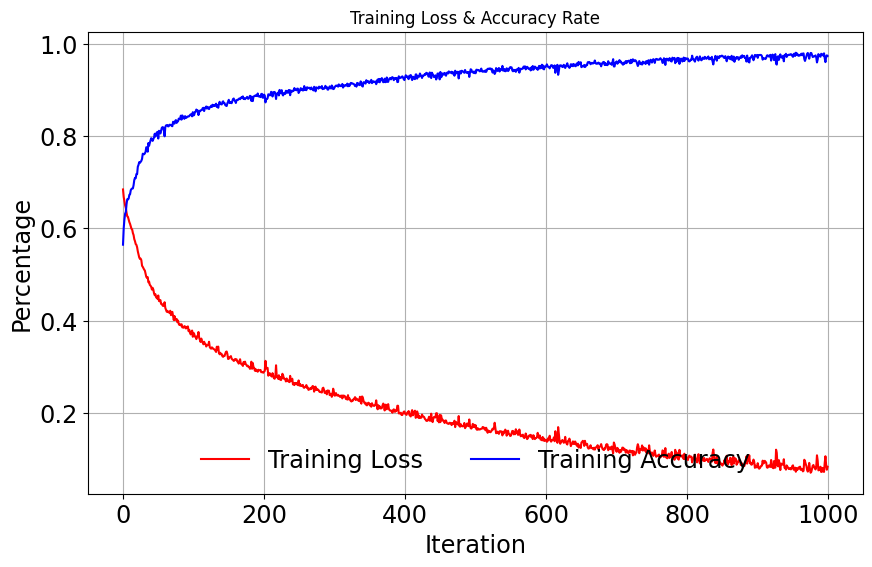 Training Loss & Accuracy Rate
1.0
0.8
0.6
0.4
0.2
Percentage
Training Loss Training Accuracy
0 200 400 600 800 1000
Iteration